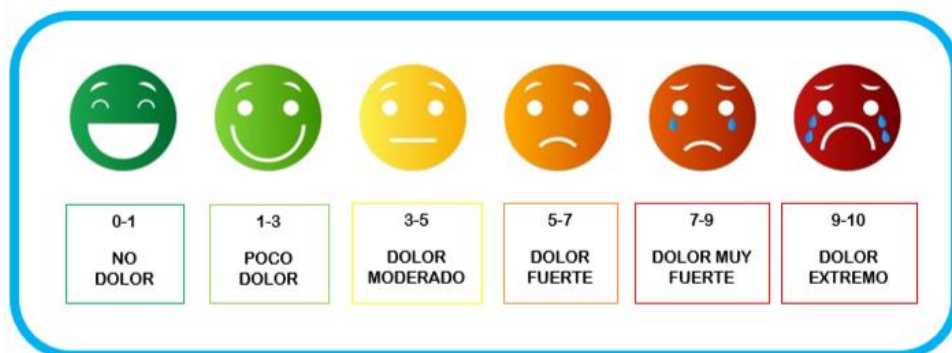 0-1
NO
DOLOR
1-3
POCO
DOLOR
3-5
DOLOR
MODERADO
5-7
DOLOR
FUERTE
7-9
DOLOR MUY
FUERTE
9-10
DOLOR
EXTREMO